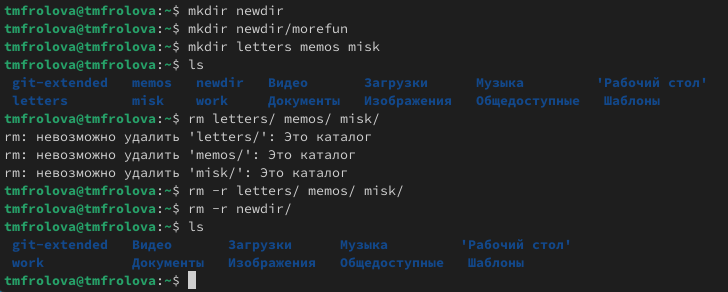 tmfrolova@tmfrolova:~$ mkdir newdir
tmfrolova@tmfrolova:~$ mkdir newdir/morefun
tmfrolova@tmfrolova:~$ mkdir letters memos misk
tmfrolova@tmfrolova:~$ ls
git-extended memos newdir Видео Загрузки Музыка 'Рабочий стол'
letters misk work Документы Изображения Общедоступные Шаблоны
tmfrolova@tmfrolova:~$ rm letters/ memos/ misk/
rm: невозможно удалить 'letters/': Это каталог
rm: невозможно удалить 'memos/': Это каталог
rm: невозможно удалить 'misk/': Это каталог
tmfrolova@tmfrolova:~$ rm -r letters/ memos/ misk/
tmfrolova@tmfrolova:~$ rm -r newdir/
tmfrolova@tmfrolova:~$ ls
git-extended Видео Загрузки Музыка 'Рабочий стол'
work Документы Изображения Общедоступные Шаблоны
tmfrolova@tmfrolova:~$